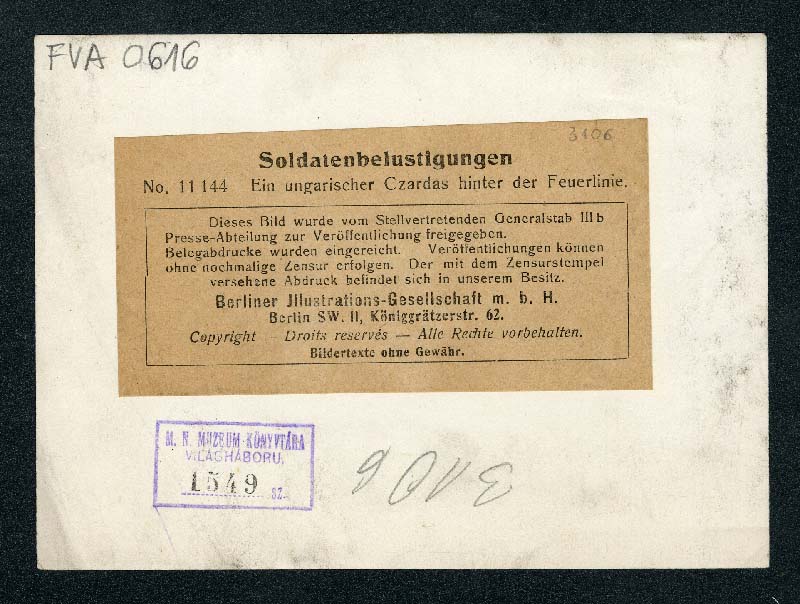 FVA 0616
3106
Soldatenbelustigungen
No. 11144 Ein ungarischer Czardas hinter der Feuerlinie.
Dieses Bild wurde vom Stellvertretenden Generalstab III b
Presse-Abteilung zur Veröffentlichung freigegeben.
Belegabdrucke wurden eingereicht. Veröffentlichungen können
ohne nochmalige Zensur erfolgen. Der mit dem Zensurstempel
versehene Abdruck befindet sich in unserem Besitz.
Berliner Jllustrations-Gesellschaft m. b. H.
Berlin SW. 11, Königgrätzerstr. 62.
Copyright — Droits reservés — Alle Rechte vorbehalten.
Bildertexte ohne Gewähr.
M. N. MUZEUM KÖNYVTÁRA
VILÁGHÁBORU.
1549 sz.
3106